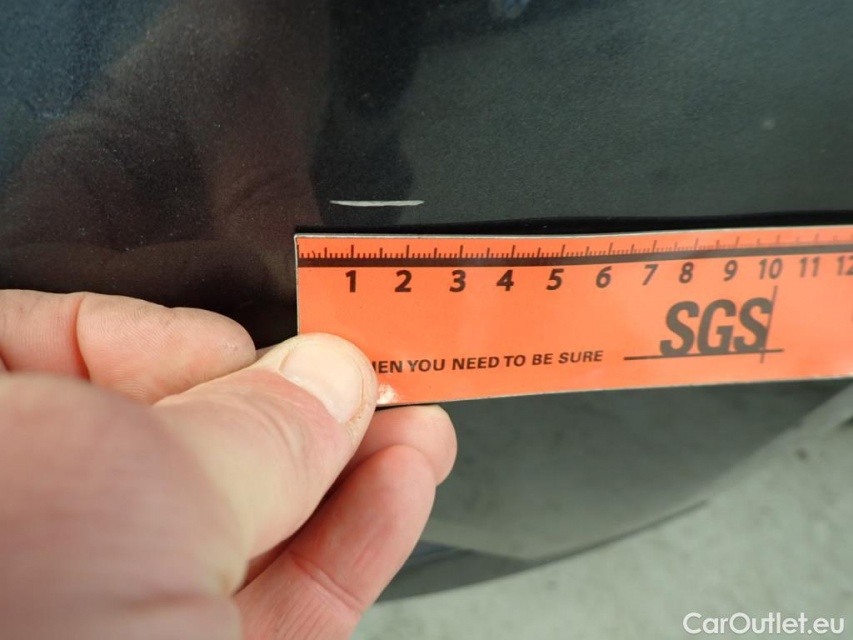 1 2 3 4 5 6 7 8 9 10 11 12
SGS
YOU NEED TO BE SURE
CarOutlet.eu